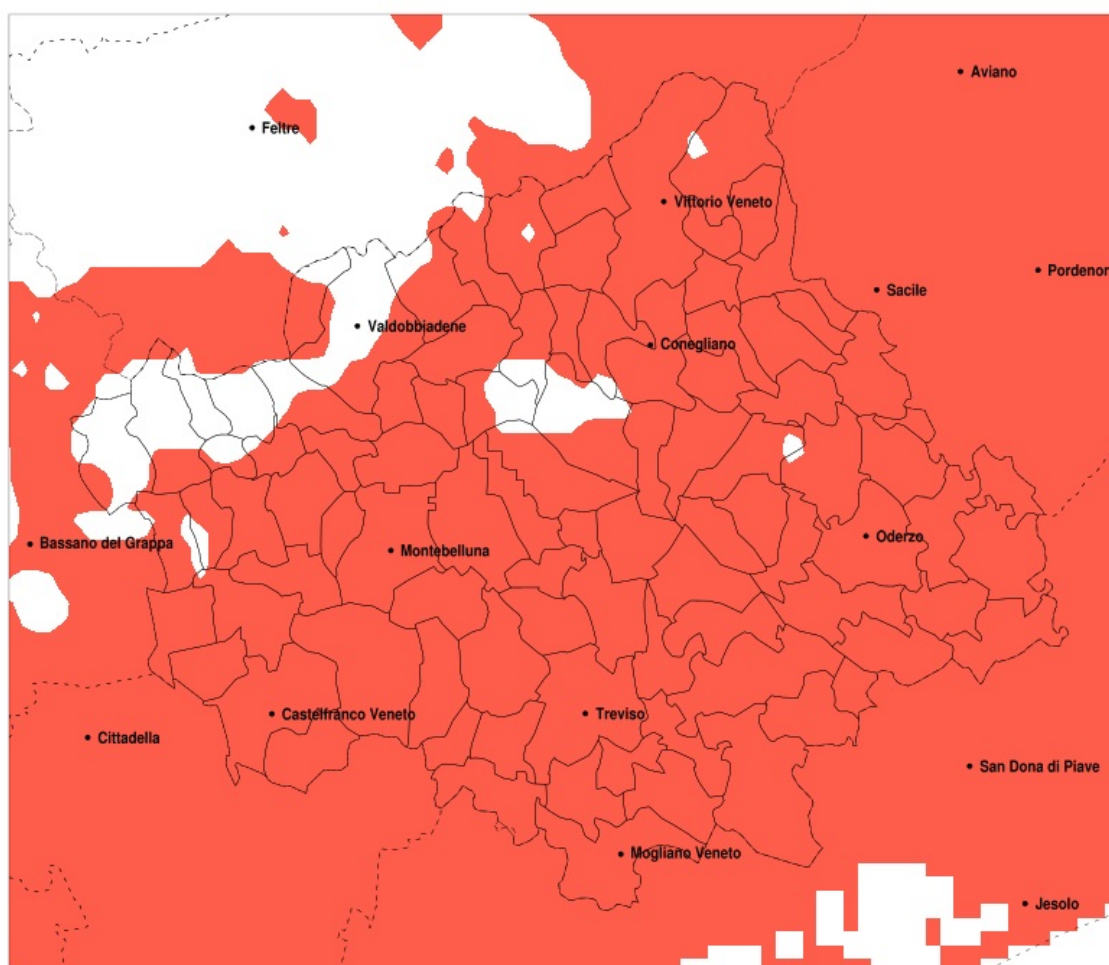 Aviano
Feltre
Vittorio Veneto
Pordenon
Sacile
Valdobbiadene
Conegliano
Oderzo
Bassano del Grappa
Montebelluna
Castelfranco Veneto
Treviso
Cittadella
San Dona di Piave
Mogliano Veneto
Jesolo